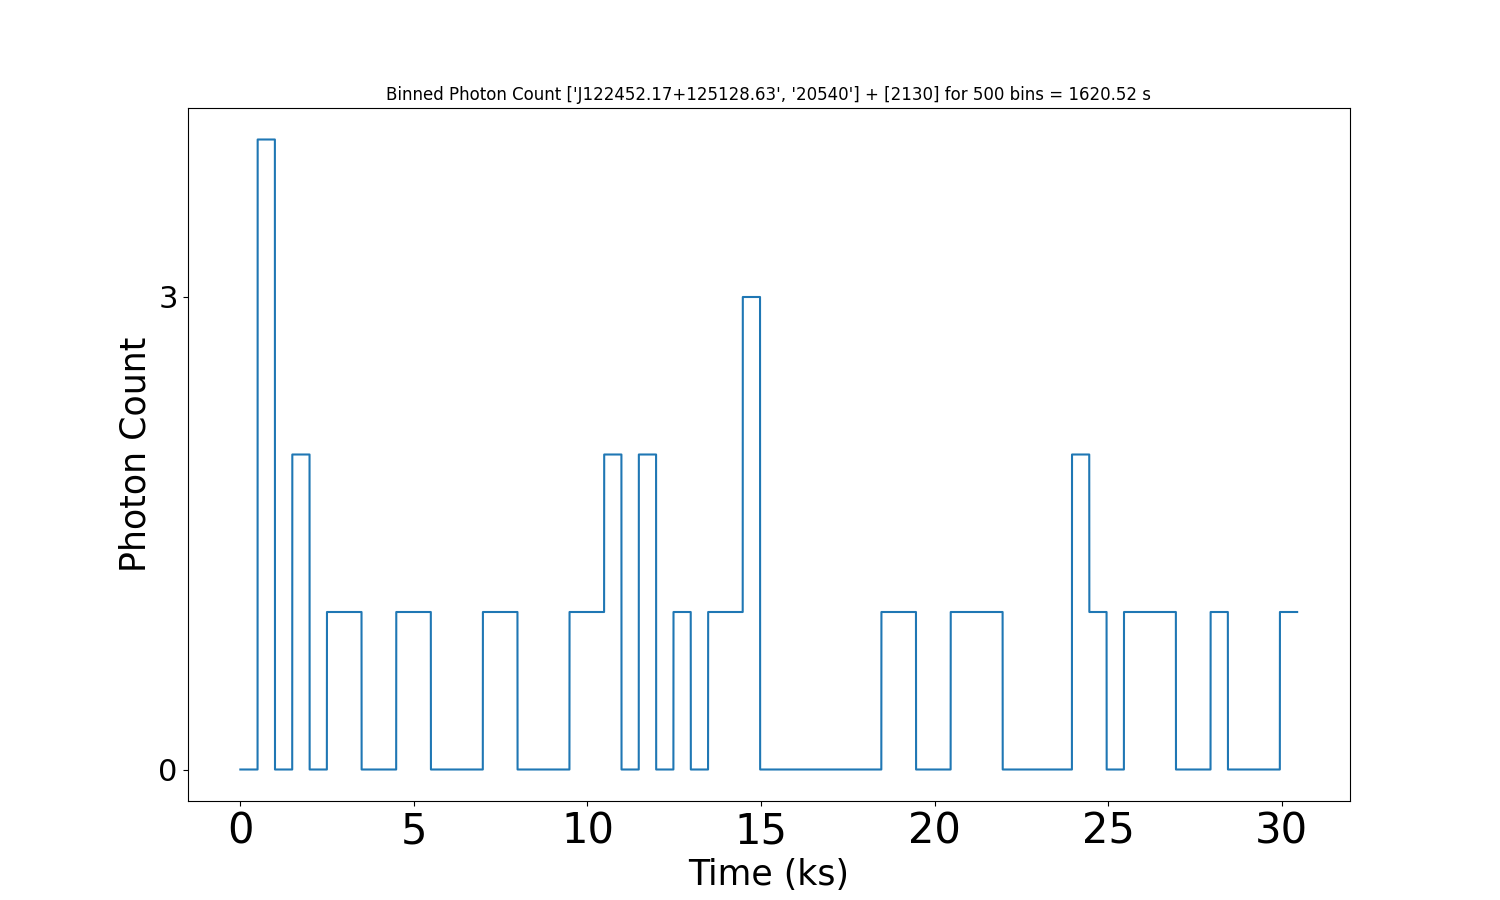 Binned Photon Count ['J122452.17+125128.63', '20540'] + [2130] for 500 bins = 1620.52 s
3
Photon Count
0
0 5 10 15 20 25 30
Time (ks)